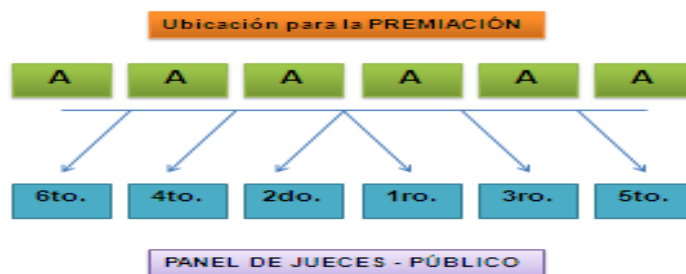 Ubicación para la PREMIACIÓN
A A A A A A
6to. 4to. 2do. 1ro. 3ro. 5to.
PANEL DE JUECES - PÚBLICO